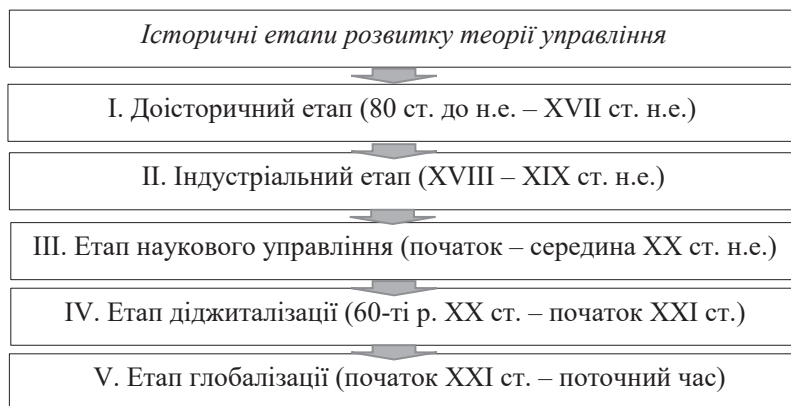 Історичні етапи розвитку теорії управління
І. Доісторичний етап (80 ст. до н.е. – XVII ст. н.е.)
ІІ. Індустріальний етап (XVIII – XIX ст. н.е.)
ІІІ. Етап наукового управління (початок – середина XX ст. н.е.)
IV. Етап діджиталізації (60-ті р. XX ст. – початок XXI ст.)
V. Етап глобалізації (початок XXI ст. – поточний час)